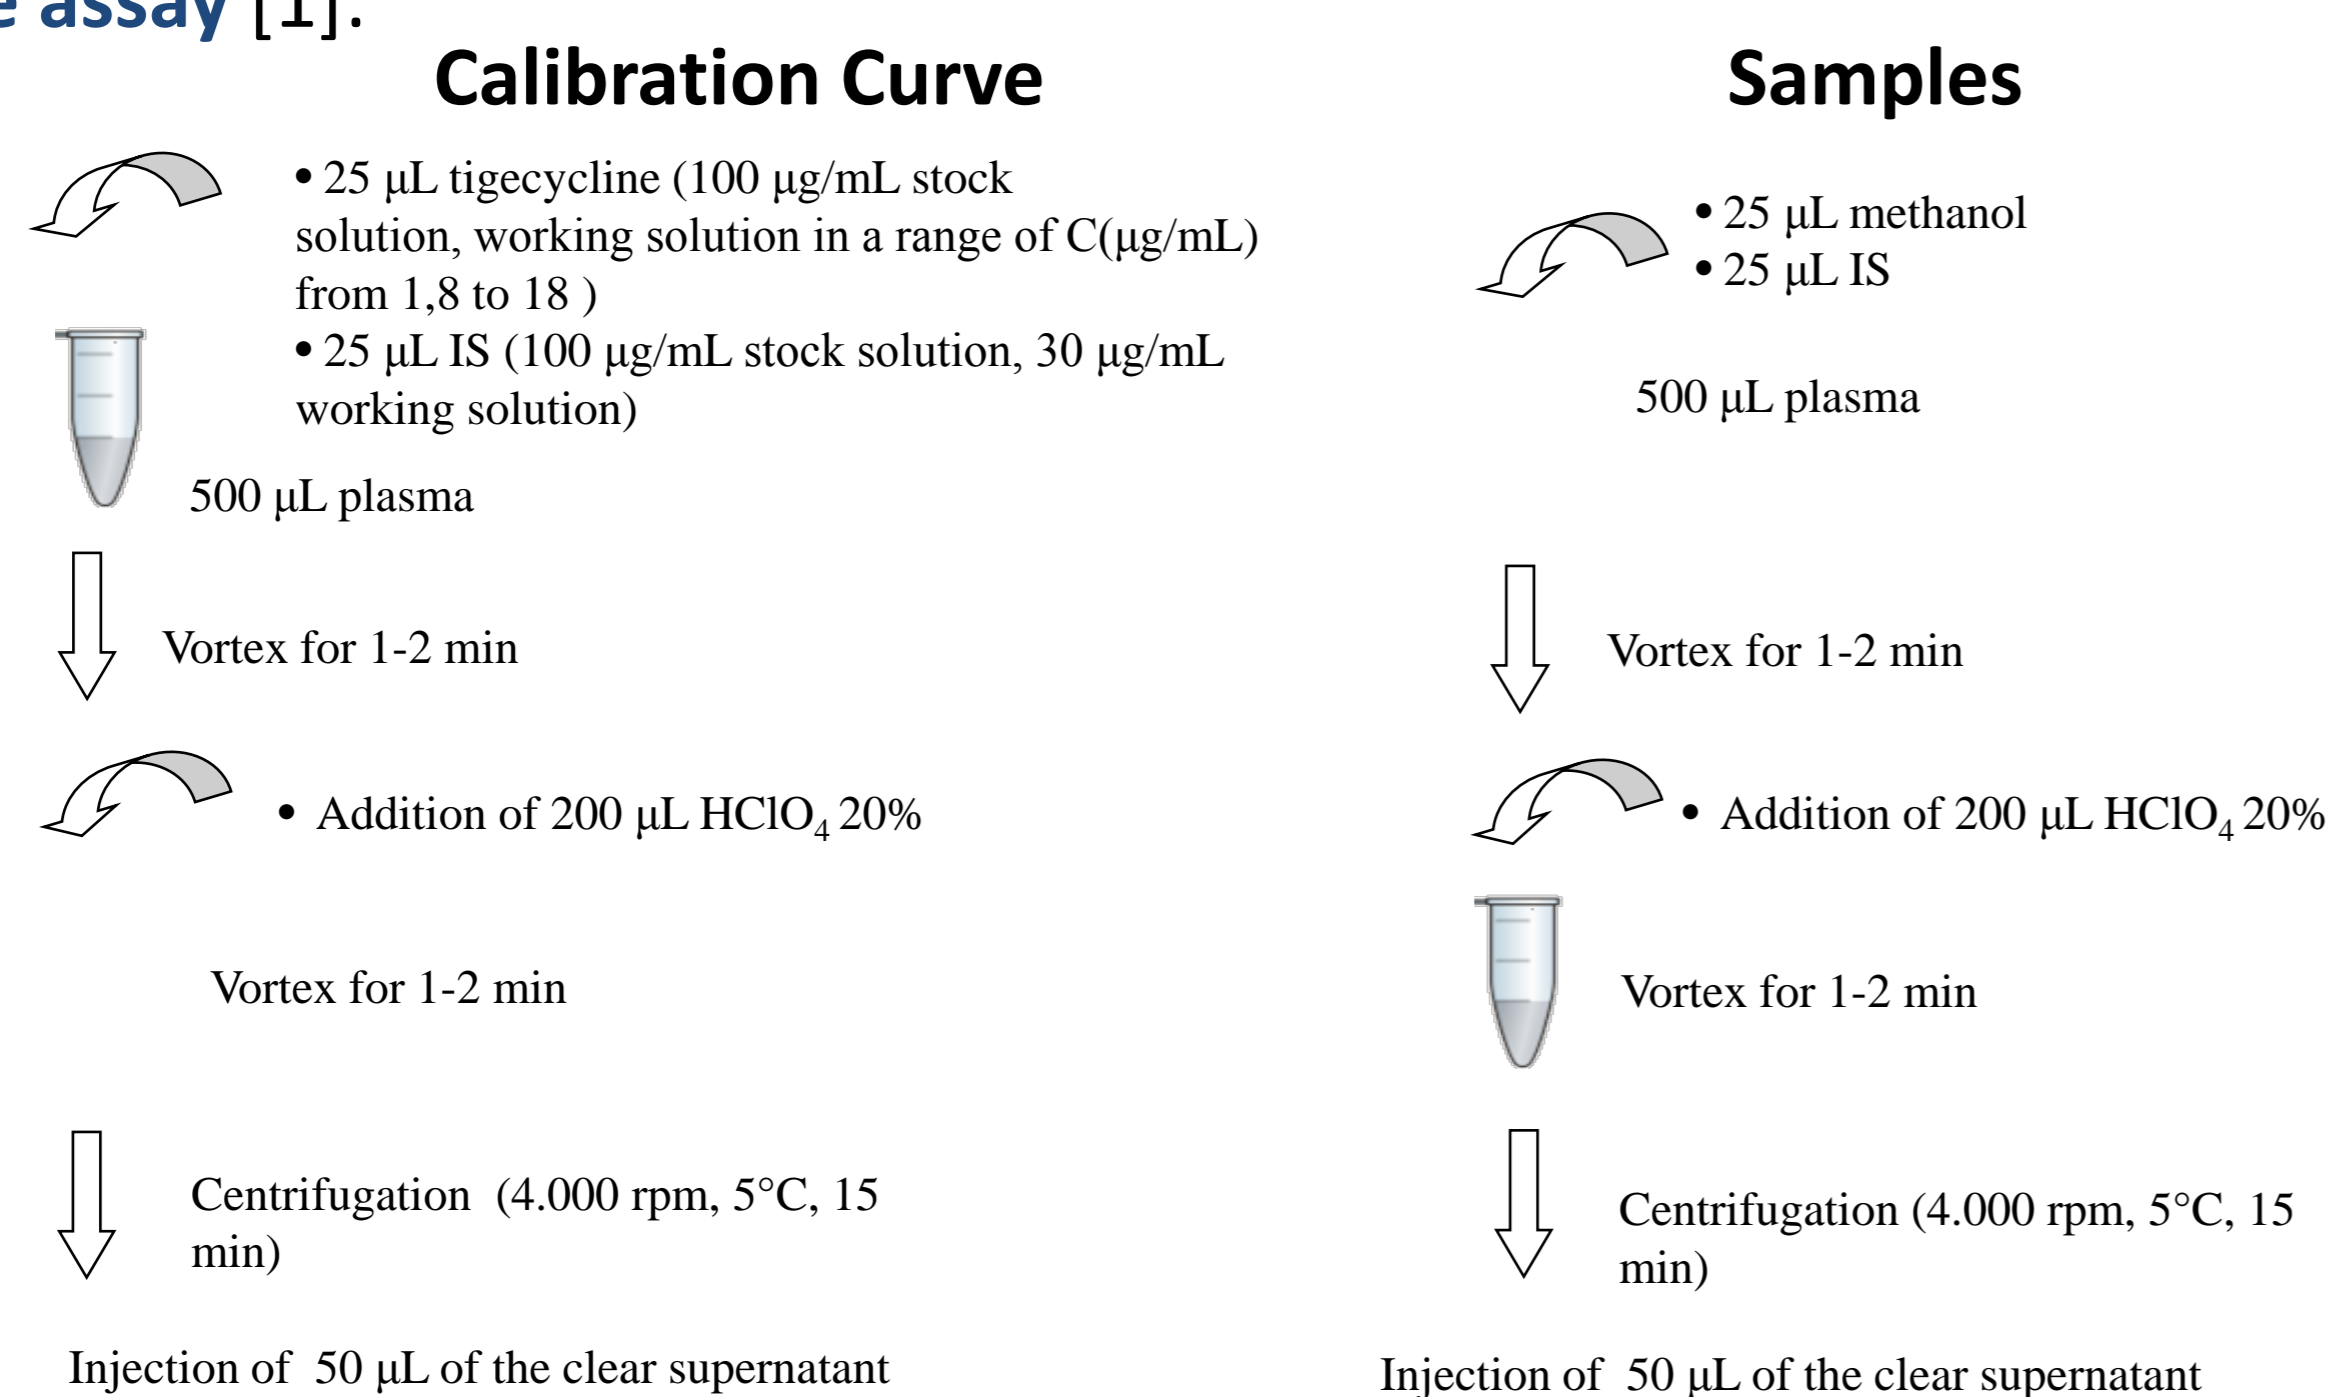 e assay [1].
Calibration Curve
• 25 μL tigecycline (100 μg/mL stock
solution, working solution in a range of C(μg/mL)
from 1,8 to 18 )
• 25 μL IS (100 μg/mL stock solution, 30 μg/mL
working solution)
500 μL plasma
Vortex for 1-2 min
• Addition of 200 μL HClO₄ 20%
Vortex for 1-2 min
Centrifugation (4.000 rpm, 5°C, 15
min)
Injection of 50 μL of the clear supernatant
Samples
• 25 μL methanol
• 25 μL IS
500 μL plasma
Vortex for 1-2 min
• Addition of 200 μL HClO₄ 20%
Vortex for 1-2 min
Centrifugation (4.000 rpm, 5°C, 15
min)
Injection of 50 μL of the clear supernatant